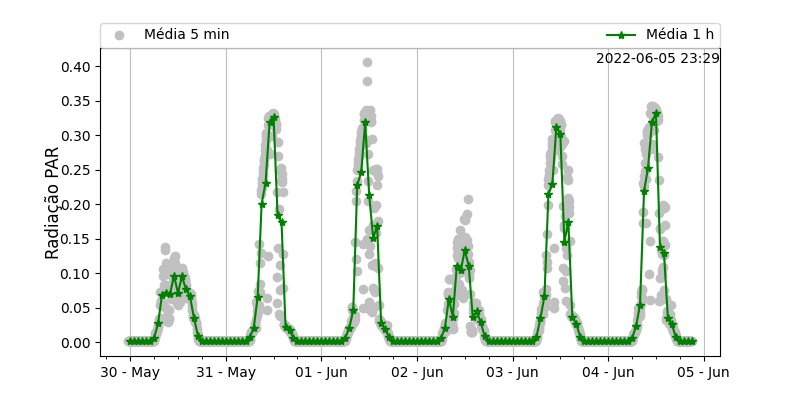 Média 5 min
Média 1 h
2022-06-05 23:29
Radiação PAR
0.40
0.35
0.30
0.25
0.20
0.15
0.10
0.05
0.00
30 - May
31 - May
01 - Jun
02 - Jun
03 - Jun
04 - Jun
05 - Jun